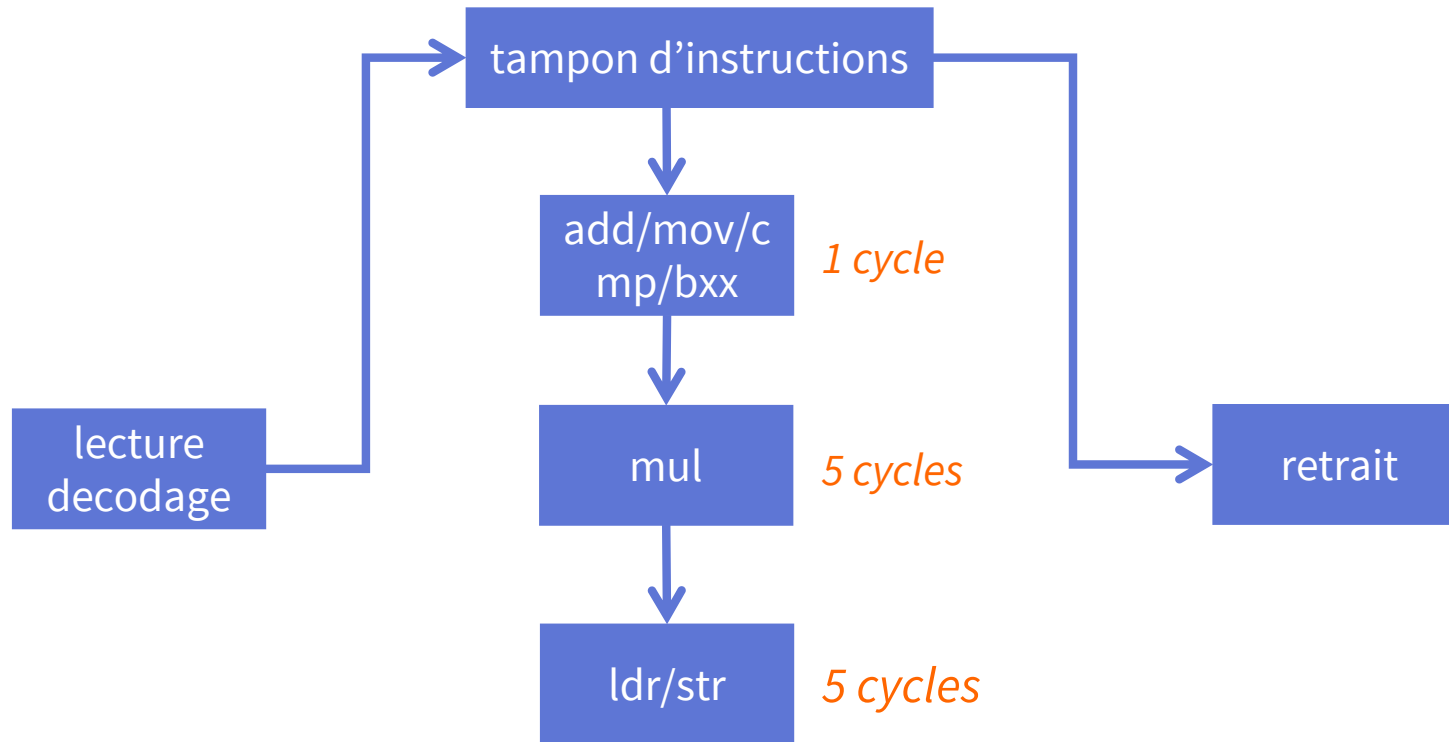 tampon d’instructions
add/mov/c
mp/bxx
1 cycle
lecture
decodage
mul
5 cycles
retrait
ldr/str
5 cycles